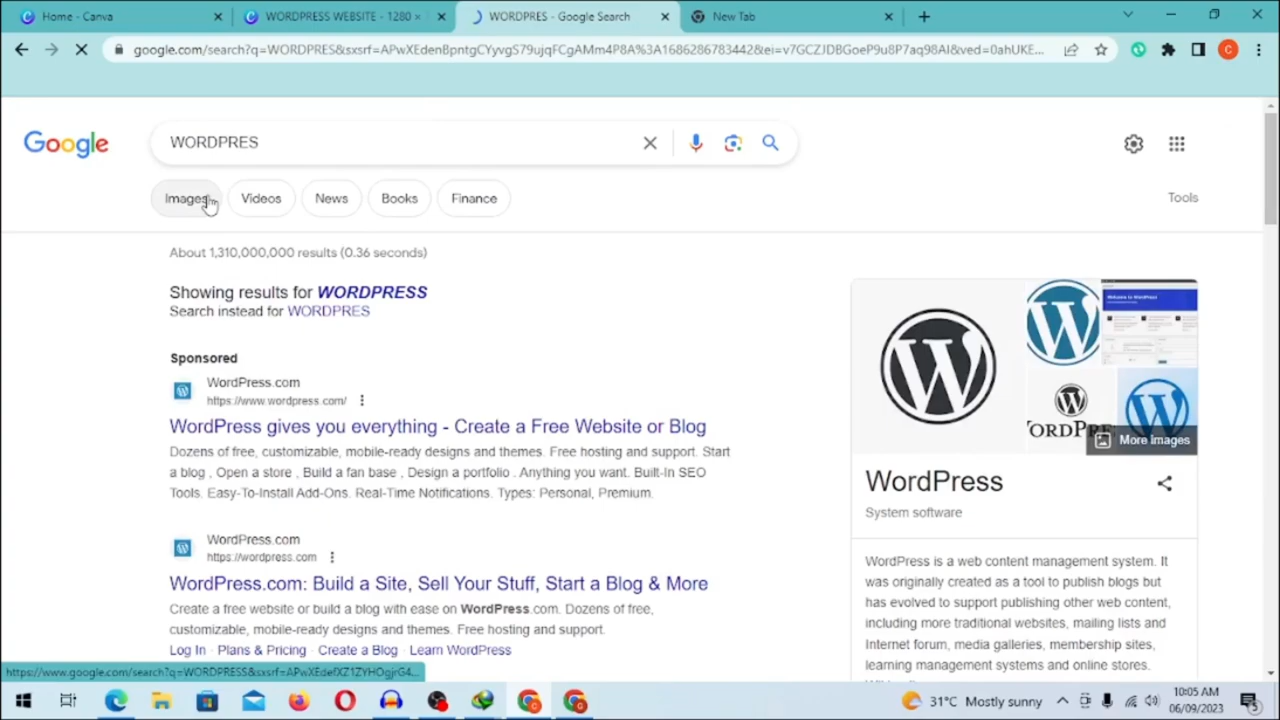 Home - Canva
WORDPRESS WEBSITE - 1280 ×
WORDPRES - Google Search
New Tab
google.com/search?q=WORDPRES&sxsrf=APwXEdenBpntgCYyvgS79ujqFCgAMm4P8A%3A1686286783442&ei=v7GCZJDBGoeP9u8P7aq98AI&ved=0ahUKE...
C
Google
WORDPRES
Images
Videos
News
Books
Finance
Tools
About 1,310,000,000 results (0.36 seconds)
Showing results for WORDPRESS
Search instead for WORDPRES
Sponsored
WordPress.com
https://www.wordpress.com/
WordPress gives you everything - Create a Free Website or Blog
Dozens of free, customizable, mobile-ready designs and themes. Free hosting and support. Start
a blog , Open a store , Build a fan base , Design a portfolio . Anything you want. Built-In SEO
Tools. Easy-To-Install Add-Ons. Real-Time Notifications. Types: Personal, Premium.
WordPress.com
https://wordpress.com
WordPress.com: Build a Site, Sell Your Stuff, Start a Blog & More
Create a free website or build a blog with ease on WordPress.com. Dozens of free,
customizable, mobile-ready designs and themes. Free hosting and support.
Log In · Plans & Pricing · Create a Blog · Learn WordPress
More images
WordPress
System software
WordPress is a web content management system. It
was originally created as a tool to publish blogs but
has evolved to support publishing other web content,
including more traditional websites, mailing lists and
Internet forum, media galleries, membership sites,
learning management systems and online stores.
https://www.google.com/search?q=WORDPRESS&sxsrf=APwXEdefXZ1ZYHOgjrG4...
31°C Mostly sunny
10:05 AM
06/09/2023